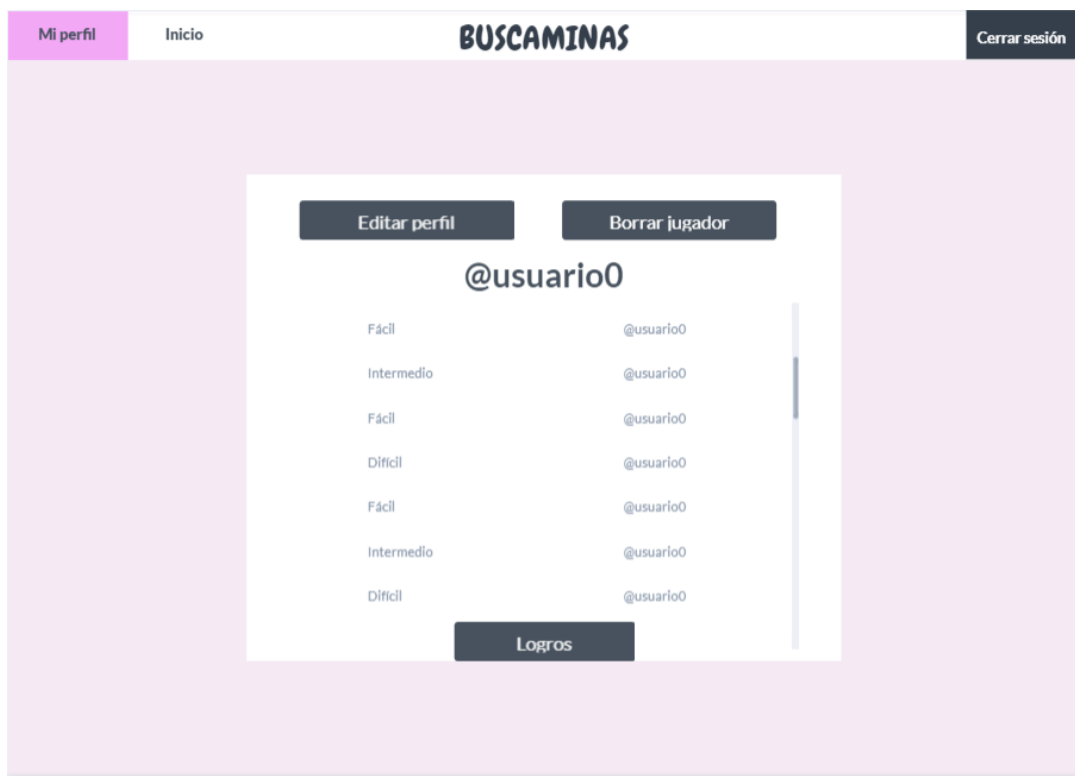 Mi perfil Inicio BUSCAMINAS Cerrar sesión
Editar perfil Borrar jugador
@usuario0
Fácil @usuario0
Intermedio @usuario0
Fácil @usuario0
Difícil @usuario0
Fácil @usuario0
Intermedio @usuario0
Difícil @usuario0
Logros